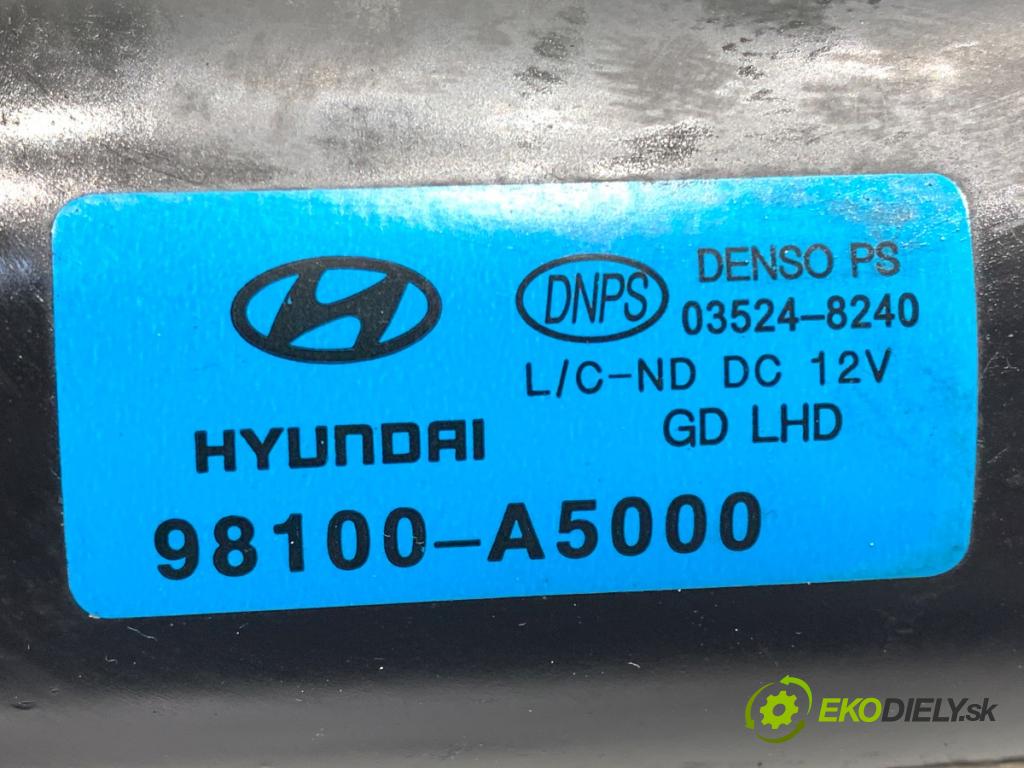 HYUNDAI
98100-A5000
DNPS
DENSO PS
03524-8240
L/C-ND DC 12V
GD LHD
EKODIELY.sk